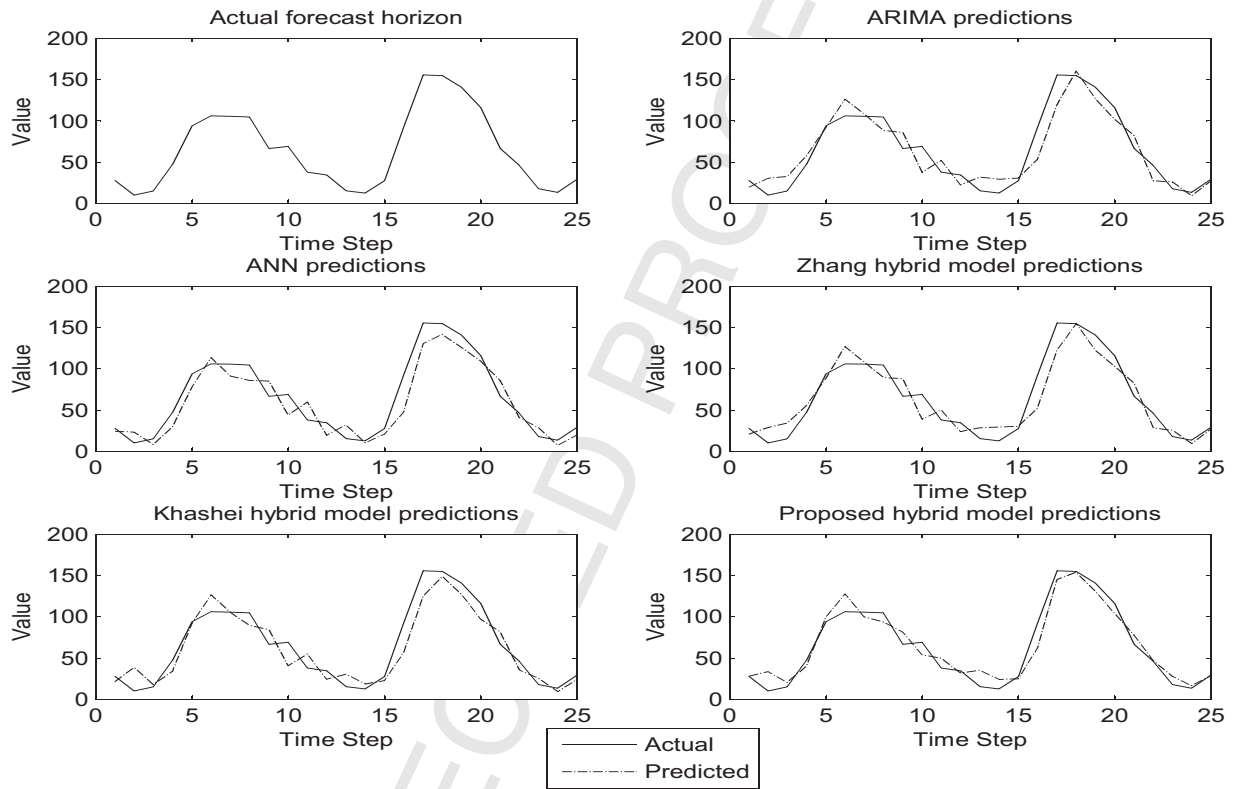 Actual forecast horizon
200
150
100
50
0
0 5 10 15 20 25
Value
Time Step
ARIMA predictions
200
150
100
50
0
0 5 10 15 20 25
Value
Time Step
ANN predictions
200
150
100
50
0
0 5 10 15 20 25
Value
Time Step
Zhang hybrid model predictions
200
150
100
50
0
0 5 10 15 20 25
Value
Time Step
Khashei hybrid model predictions
200
150
100
50
0
0 5 10 15 20 25
Value
Time Step
Proposed hybrid model predictions
200
150
100
50
0
0 5 10 15 20 25
Value
Time Step
Actual
Predicted